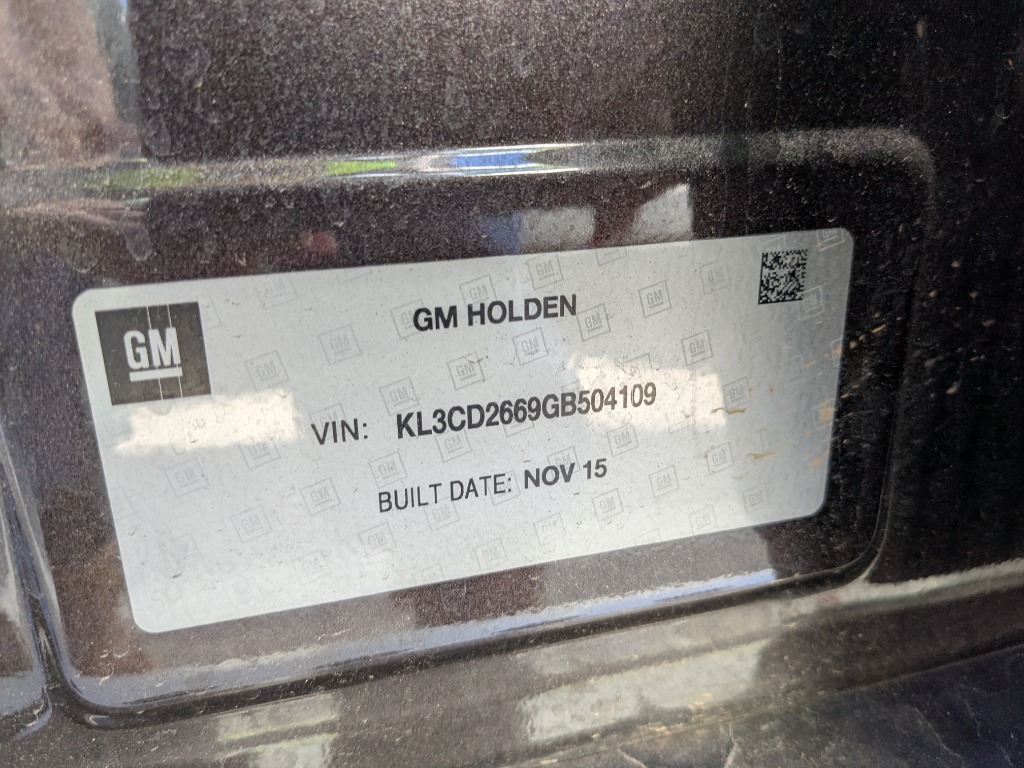 GM
GM HOLDEN
VIN: KL3CD2669GB504109
BUILT DATE: NOV 15